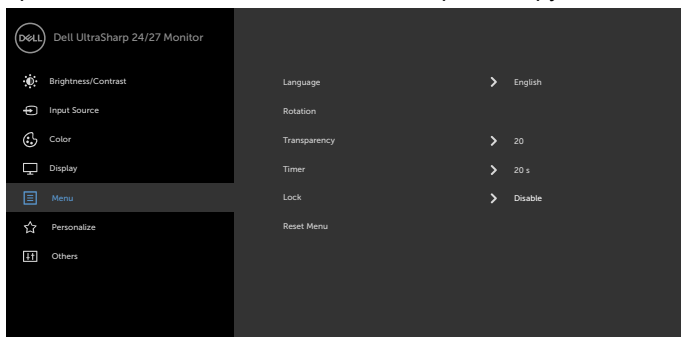 DELL Dell UltraSharp 24/27 Monitor
Brightness/Contrast
Input Source
Color
Display
Menu
Personalize
Others
Language English
Rotation
Transparency 20
Timer 20 s
Lock Disable
Reset Menu